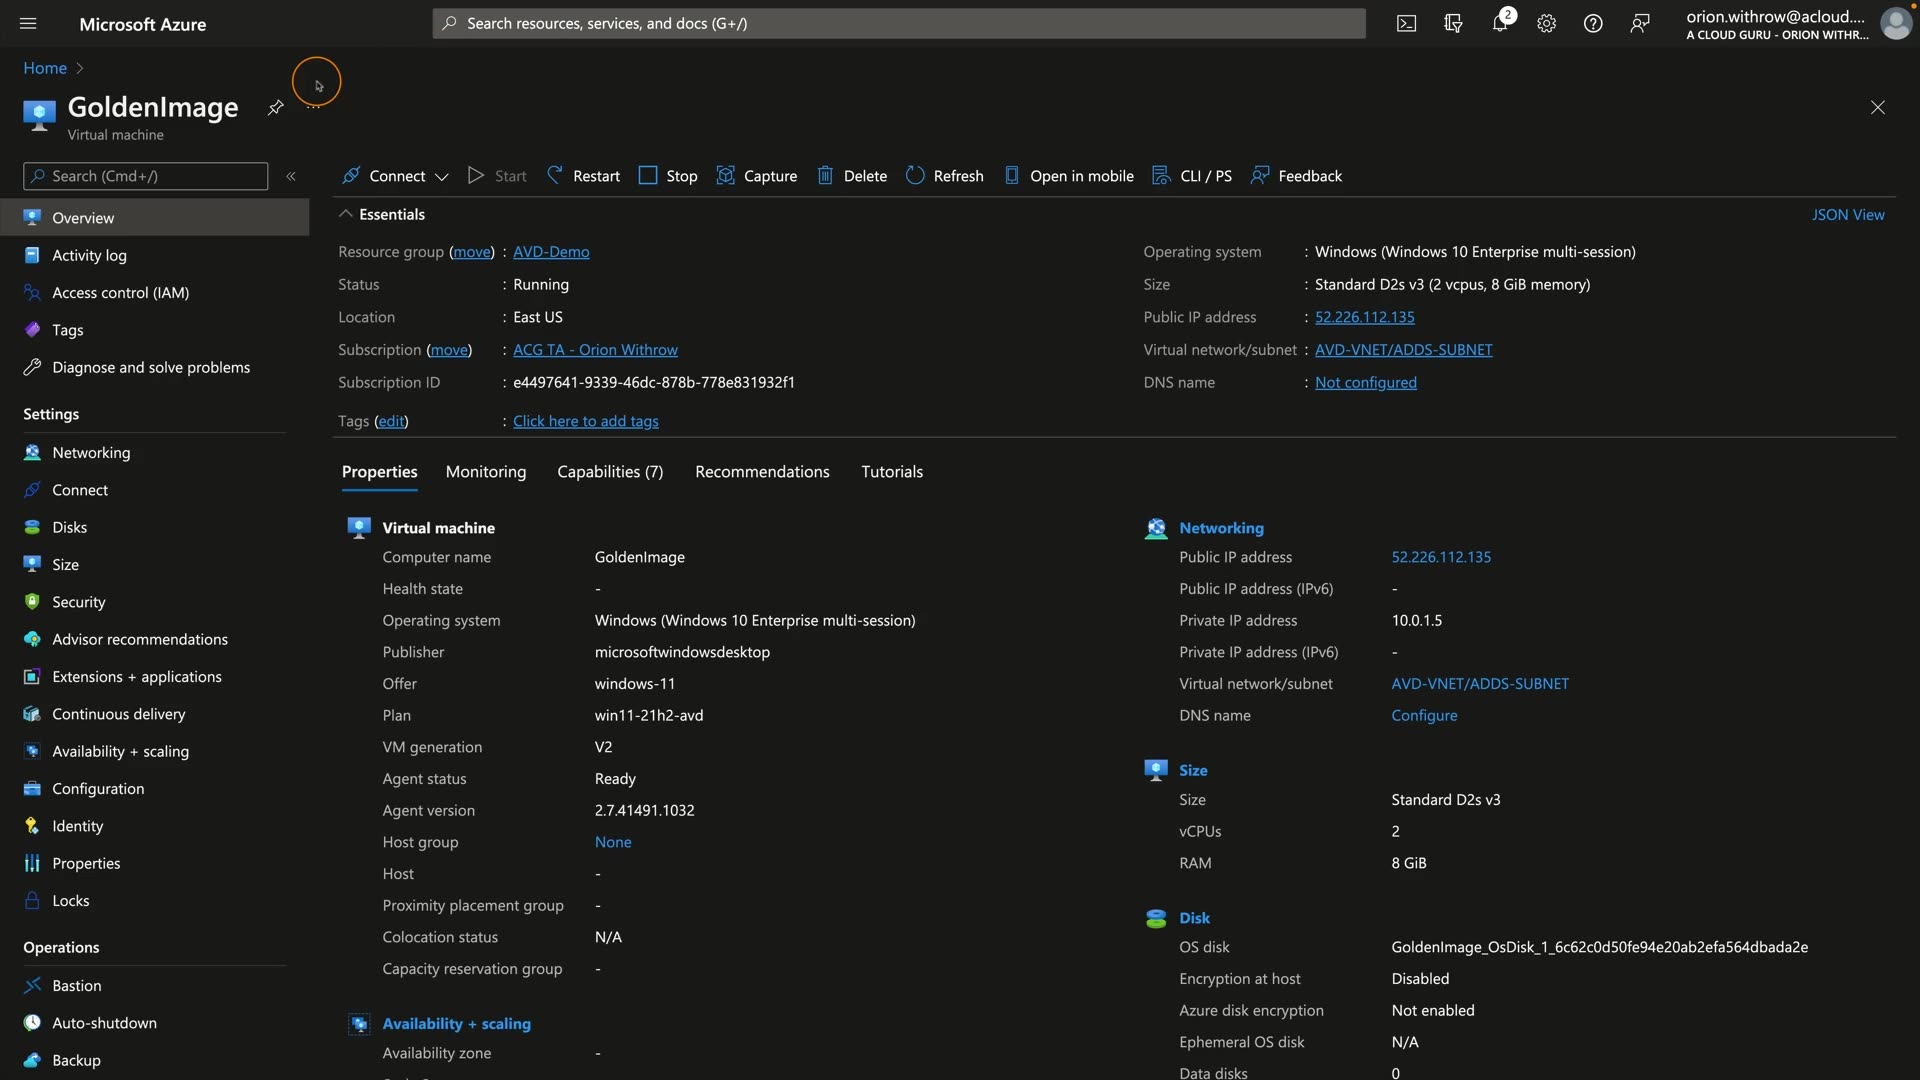 Microsoft Azure
Search resources, services, and docs (G+/)
2
orion.withrow@acloud....
A CLOUD GURU - ORION WITHR...
Home
GoldenImage
...
Virtual machine
Search (Cmd+/)
«
Connect
Start
Restart
Stop
Capture
Delete
Refresh
Open in mobile
CLI / PS
Feedback
Overview
Activity log
Access control (IAM)
Tags
Diagnose and solve problems
Settings
Networking
Connect
Disks
Size
Security
Advisor recommendations
Extensions + applications
Continuous delivery
Availability + scaling
Configuration
Identity
Properties
Locks
Operations
Bastion
Auto-shutdown
Backup
Essentials
JSON View
Resource group (move) : AVD-Demo
Status : Running
Location : East US
Subscription (move) : ACG TA - Orion Withrow
Subscription ID : e4497641-9339-46dc-878b-778e831932f1
Tags (edit) : Click here to add tags
Operating system : Windows (Windows 10 Enterprise multi-session)
Size : Standard D2s v3 (2 vcpus, 8 GiB memory)
Public IP address : 52.226.112.135
Virtual network/subnet : AVD-VNET/ADDS-SUBNET
DNS name : Not configured
Properties
Monitoring
Capabilities (7)
Recommendations
Tutorials
Virtual machine
Computer name GoldenImage
Health state -
Operating system Windows (Windows 10 Enterprise multi-session)
Publisher microsoftwindowsdesktop
Offer windows-11
Plan win11-21h2-avd
VM generation V2
Agent status Ready
Agent version 2.7.41491.1032
Host group None
Host -
Proximity placement group -
Colocation status N/A
Capacity reservation group -
Availability + scaling
Availability zone -
Networking
Public IP address 52.226.112.135
Public IP address (IPv6) -
Private IP address 10.0.1.5
Private IP address (IPv6) -
Virtual network/subnet AVD-VNET/ADDS-SUBNET
DNS name Configure
Size
Size Standard D2s v3
vCPUs 2
RAM 8 GiB
Disk
OS disk GoldenImage_OsDisk_1_6c62c0d50fe94e20ab2efa564dbada2e
Encryption at host Disabled
Azure disk encryption Not enabled
Ephemeral OS disk N/A
Data disks 0